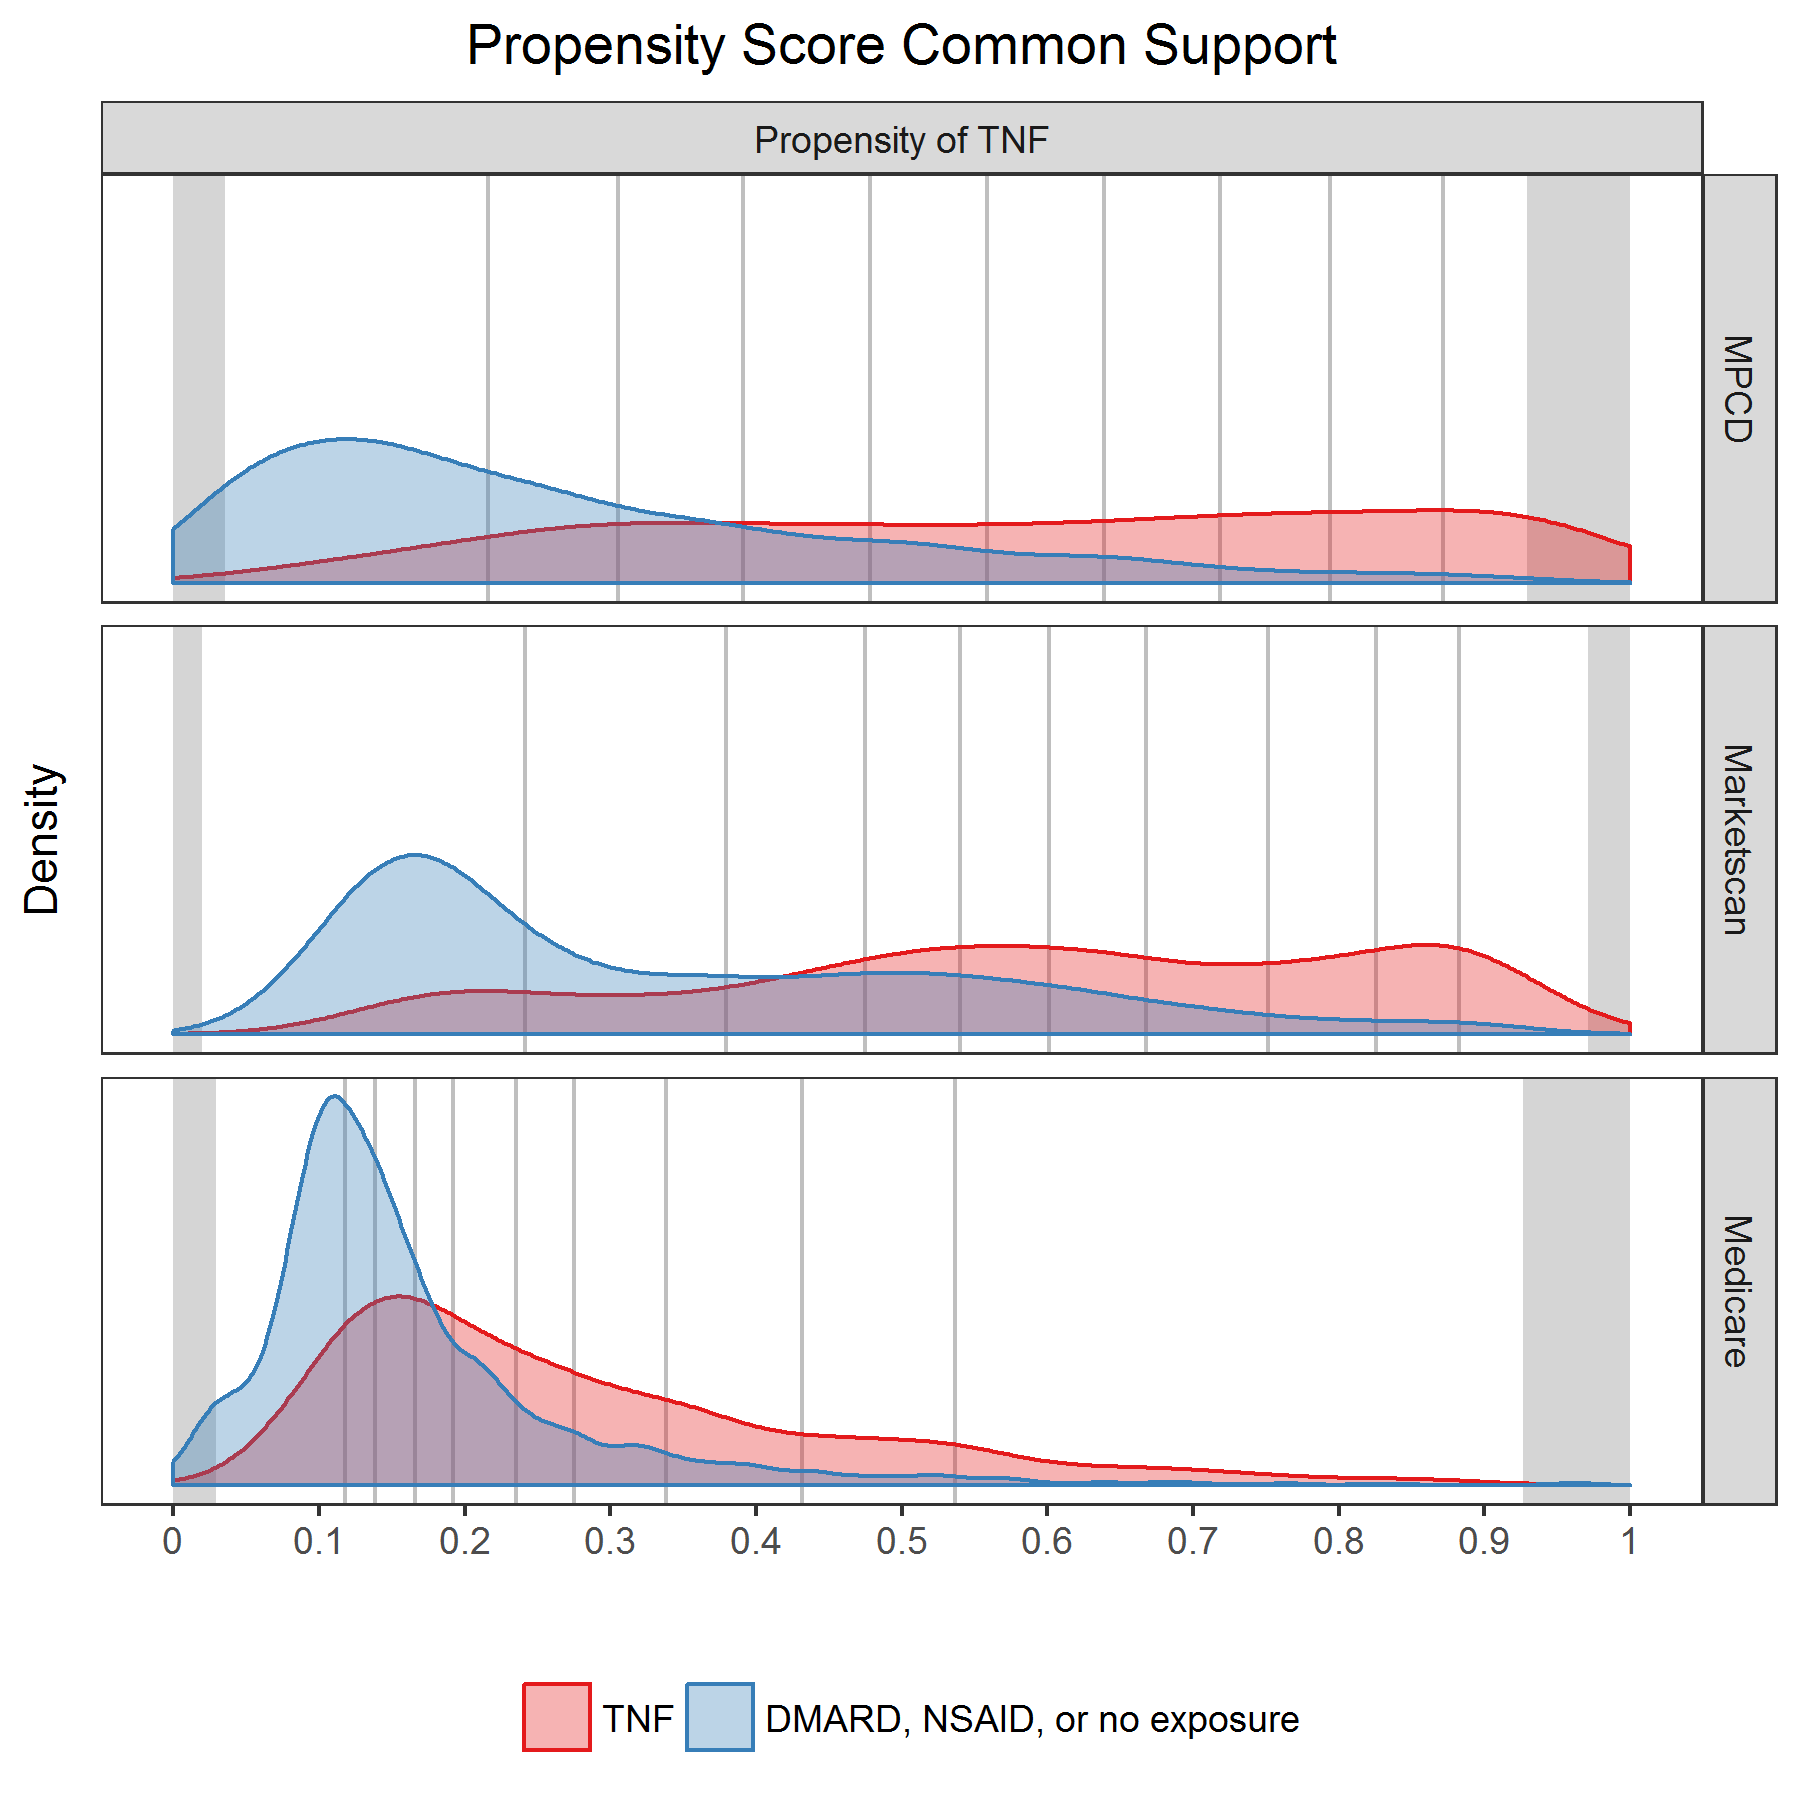 Propensity Score Common Support
Propensity of TNF
MPCD
Marketscan
Medicare
Density
0 0.1 0.2 0.3 0.4 0.5 0.6 0.7 0.8 0.9 1
TNF DMARD, NSAID, or no exposure